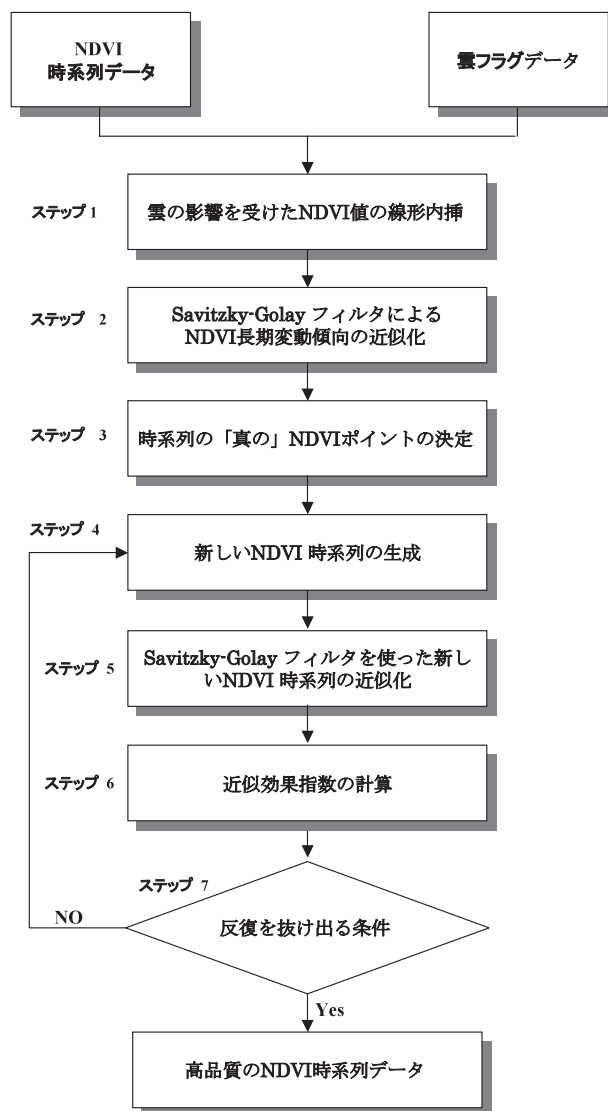 NDVI
時系列データ
雲フラグデータ
ステップ 1
雲の影響を受けたNDVI値の線形内挿
ステップ 2
Savitzky-Golay フィルタによる
NDVI長期変動傾向の近似化
ステップ 3
時系列の「真の」NDVIポイントの決定
ステップ 4
新しいNDVI 時系列の生成
ステップ 5
Savitzky-Golay フィルタを使った新し
いNDVI 時系列の近似化
ステップ 6
近似効果指数の計算
ステップ 7
NO
反復を抜け出る条件
Yes
高品質のNDVI時系列データ